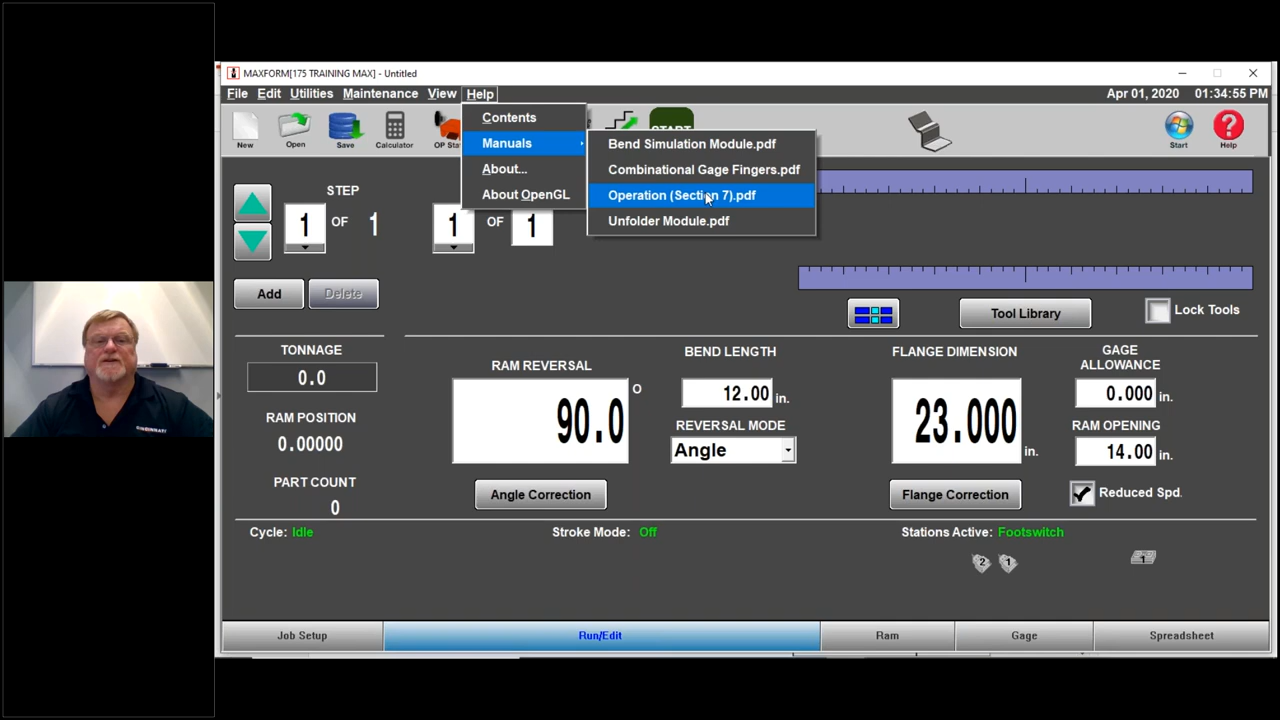 MAXFORM[175 TRAINING MAX] - Untitled
File Edit Utilities Maintenance View Help Apr 01, 2020 01:34:55 PM
New Open Save Calculator OP Start Help
Contents
Manuals
About...
About OpenGL
Bend Simulation Module.pdf
Combinational Gage Fingers.pdf
Operation (Section 7).pdf
Unfolder Module.pdf
STEP
1 OF 1
1 OF 1
Add Delete
Tool Library Lock Tools
TONNAGE
0.0
RAM POSITION
0.00000
PART COUNT
0
RAM REVERSAL
90.0 O
Angle Correction
BEND LENGTH
12.00 in.
REVERSAL MODE
Angle
FLANGE DIMENSION
23.000 in.
Flange Correction
GAGE
ALLOWANCE
0.000 in.
RAM OPENING
14.00 in.
Reduced Spd.
Cycle: Idle Stroke Mode: Off Stations Active: Footswitch
2 1 1
Job Setup Run/Edit Ram Gage Spreadsheet
CINCINNATI